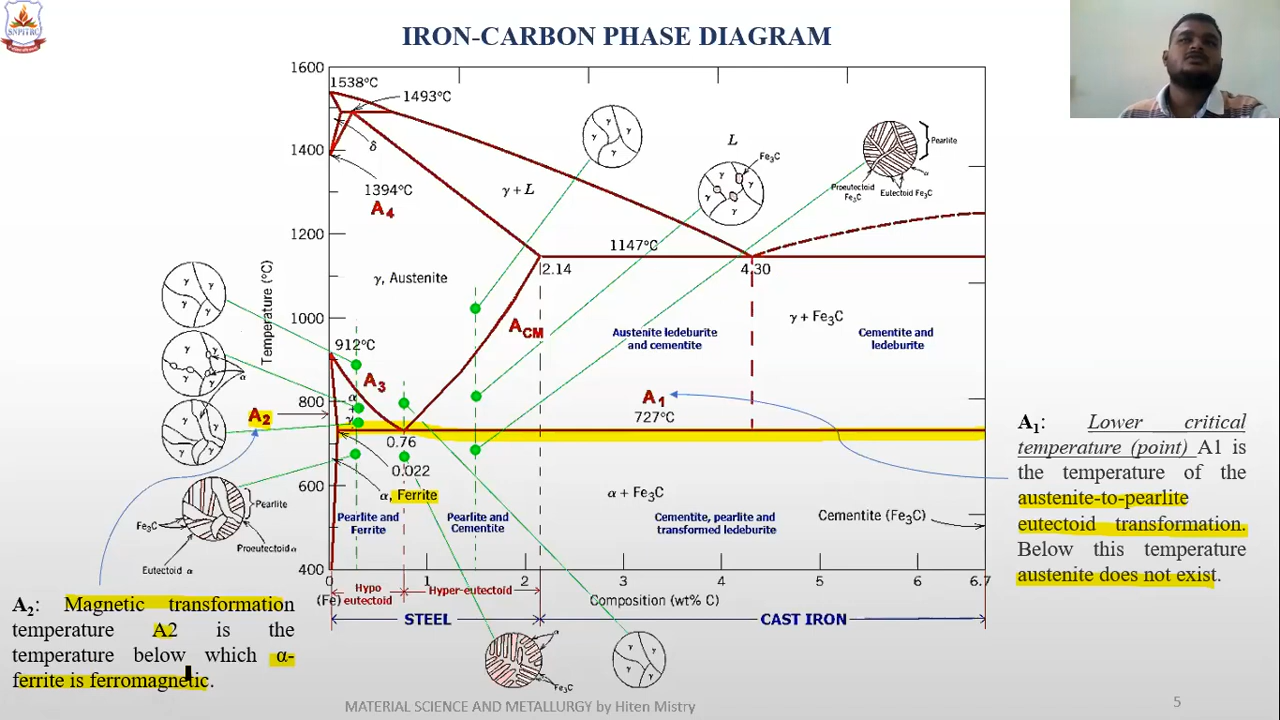 SNPITRC
IRON-CARBON PHASE DIAGRAM
1600
1538°C
1493°C
δ
1400
1394°C
A4
γ + L
L
Fe3C
Pearlite
Proeutectoid
Fe3C
Eutectoid Fe3C
α
γ γ γ
γ γ γ
1200
1147°C
2.14
4.30
γ, Austenite
Temperature (°C)
1000
ACM
Austenite ledeburite
and cementite
γ + Fe3C
Cementite and
ledeburite
912°C
A3
γ γ γ γ
γ γ γ γ
α
γ γ γ γ
800
α
+
γ
A2
A1
727°C
0.76
0.022
600
α, Ferrite
α + Fe3C
Pearlite
Fe3C
Proeutectoid α
Eutectoid α
Pearlite and
Ferrite
Pearlite and
Cementite
Cementite, pearlite and
transformed ledeburite
Cementite (Fe3C)
400
0 1 2 3 4 5 6 6.7
(Fe)
Hypo
eutectoid
Hyper-eutectoid
Composition (wt% C)
STEEL
CAST IRON
α
Fe3C
γ γ γ γ
A1: Lower critical
temperature (point) A1 is
the temperature of the
austenite-to-pearlite
eutectoid transformation.
Below this temperature
austenite does not exist.
A2: Magnetic transformation
temperature A2 is the
temperature below which α-
ferrite is ferromagnetic.
MATERIAL SCIENCE AND METALLURGY by Hiten Mistry
5